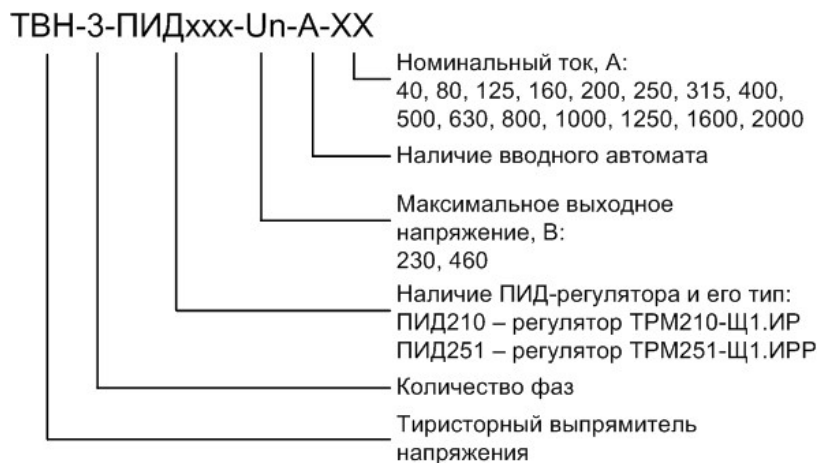 ТВН-3-ПИДxxx-Un-А-XX
Номинальный ток, А:
40, 80, 125, 160, 200, 250, 315, 400,
500, 630, 800, 1000, 1250, 1600, 2000
Наличие вводного автомата
Максимальное выходное
напряжение, В:
230, 460
Наличие ПИД-регулятора и его тип:
ПИД210 – регулятор ТРМ210-Щ1.ИР
ПИД251 – регулятор ТРМ251-Щ1.ИРР
Количество фаз
Тиристорный выпрямитель
напряжения